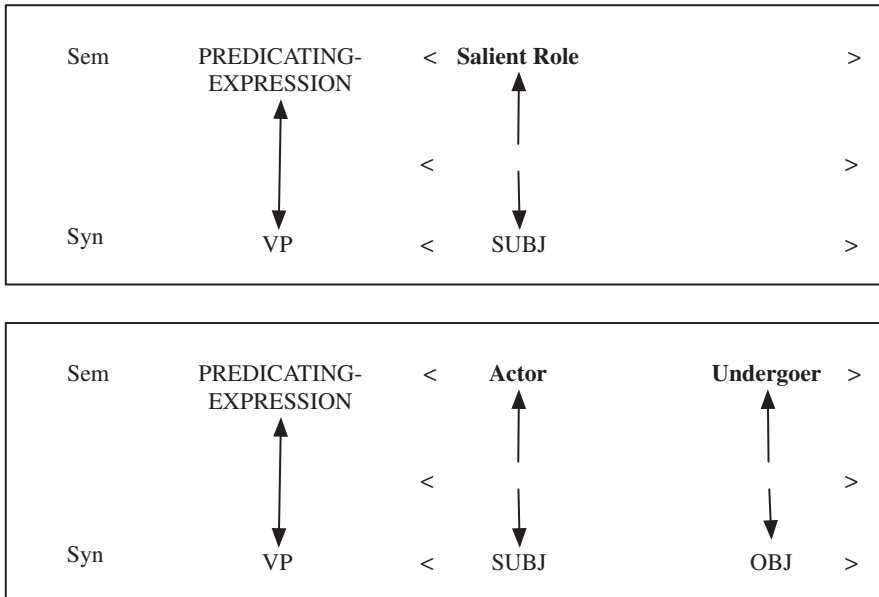 Sem PREDICATING- < Salient Role >
EXPRESSION
< >
Syn VP < SUBJ >
Sem PREDICATING- < Actor Undergoer >
EXPRESSION
< >
Syn VP < SUBJ OBJ >